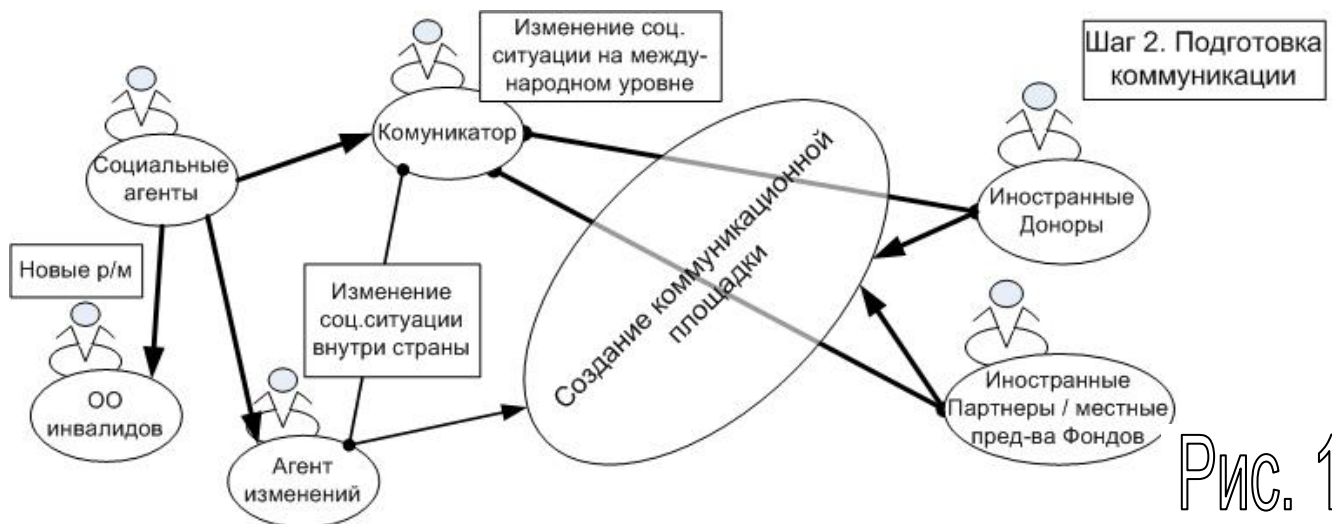 Изменение соц.
ситуации на между-
народном уровне
Шаг 2. Подготовка
коммуникации
Комуникатор
Социальные
агенты
Иностранные
Доноры
Создание коммуникационной
площадки
Новые р/м
Изменение
соц.ситуации
внутри страны
ОО
инвалидов
Иностранные
Партнеры / местные
пред-ва Фондов
Агент
изменений
Рис. 1